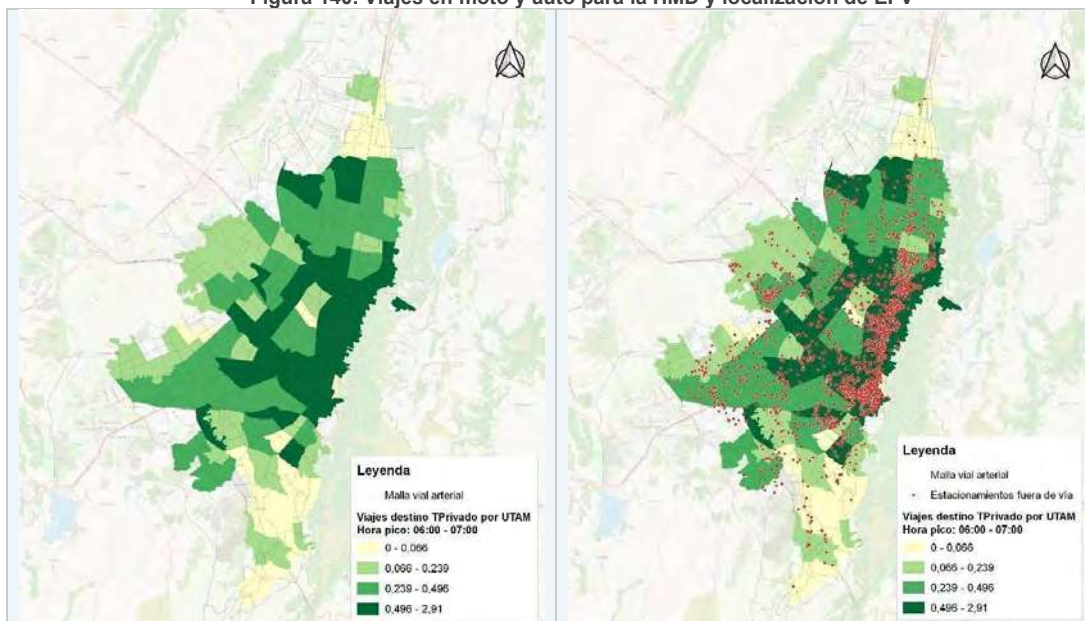 Figura 140. Viajes en moto y auto para la HMD y localización de EFV
Leyenda
Malla vial arterial
Viajes destino TPrivado por UTAM
Hora pico: 06:00 - 07:00
0 - 0,066
0,066 - 0,239
0,239 - 0,496
0,496 - 2,91
Leyenda
Malla vial arterial
Estacionamientos fuera de vía
Viajes destino TPrivado por UTAM
Hora pico: 06:00 - 07:00
0 - 0,066
0,066 - 0,239
0,239 - 0,496
0,496 - 2,91